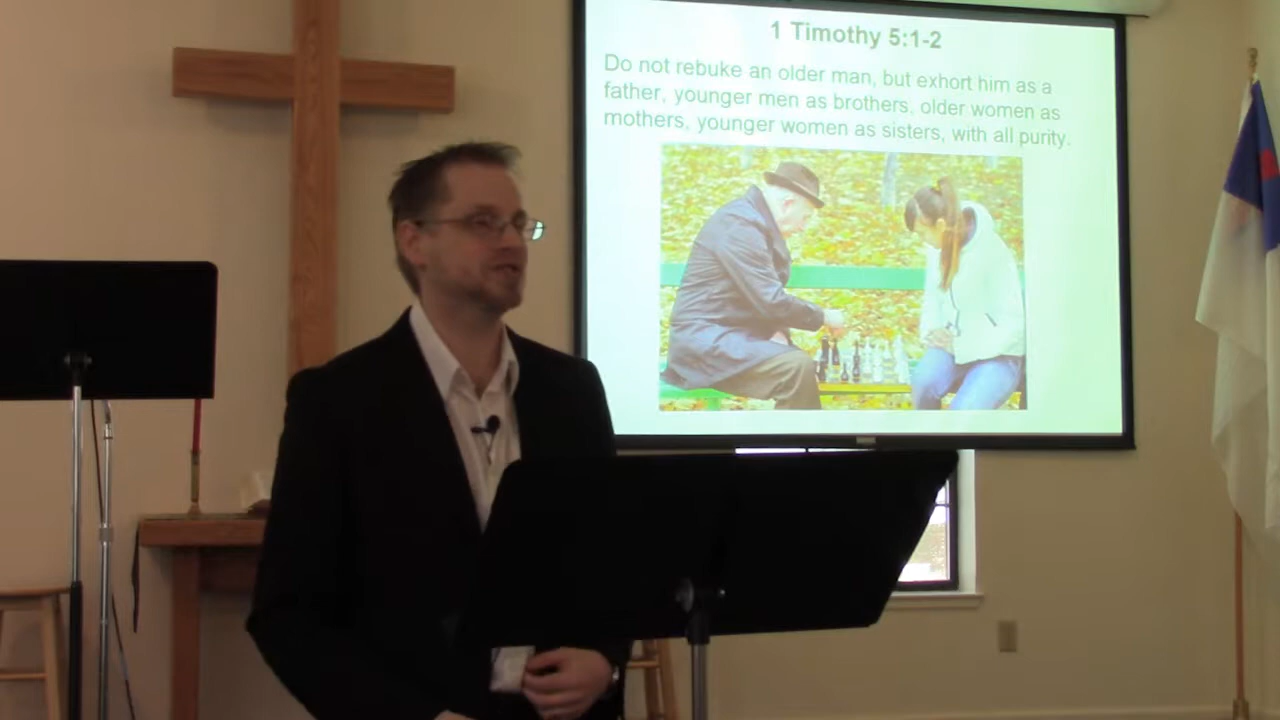 1 Timothy 5:1-2
Do not rebuke an older man, but exhort him as a
father, younger men as brothers, older women as
mothers, younger women as sisters, with all purity.